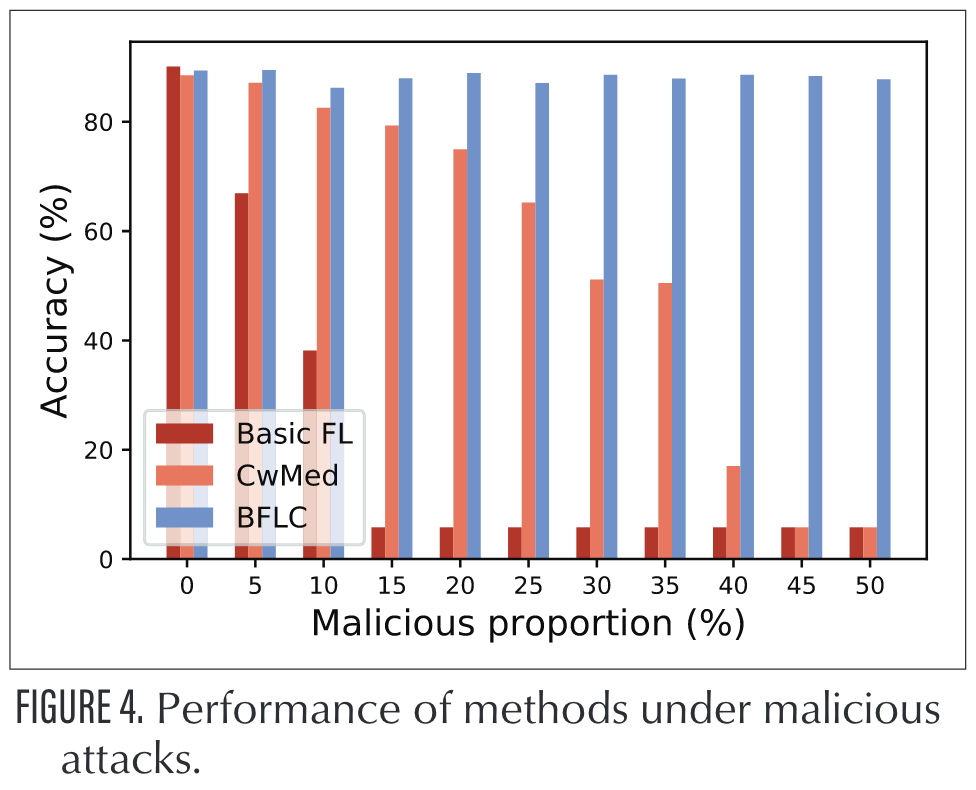 80
60
40
20
0
Accuracy (%)
Basic FL
CwMed
BFLC
0 5 10 15 20 25 30 35 40 45 50
Malicious proportion (%)
FIGURE 4. Performance of methods under malicious
attacks.